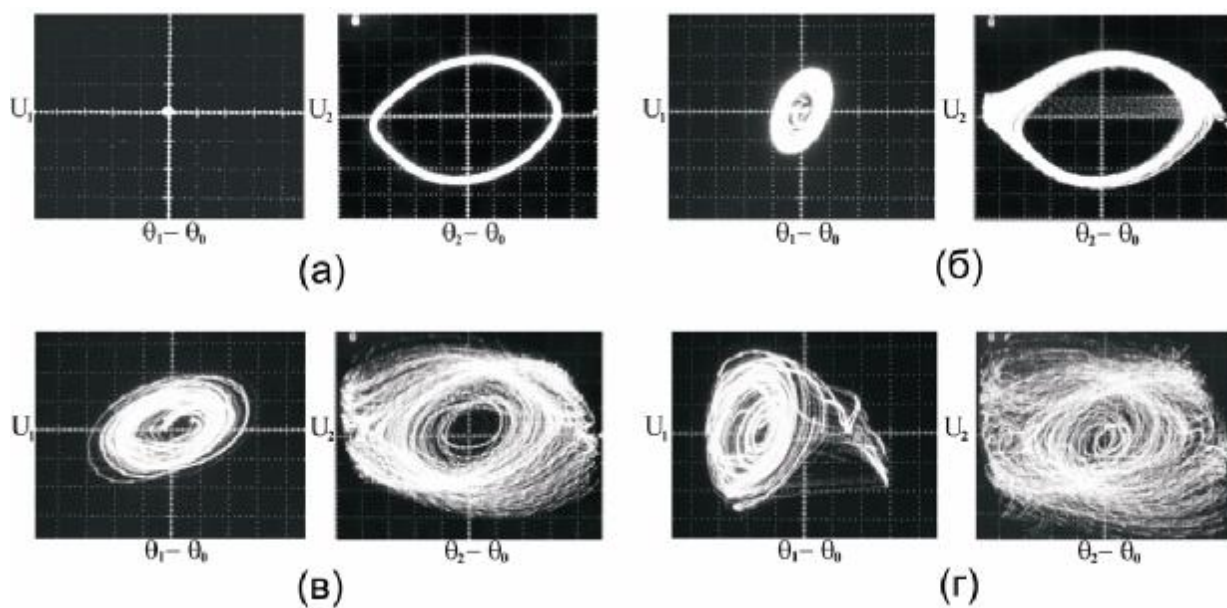 U₁ U₂ U₁ U₂
θ₁ – θ₀ θ₂ – θ₀ θ₁ – θ₀ θ₂ – θ₀
(а) (б)
U₁ U₂ U₁ U₂
θ₁ – θ₀ θ₂ – θ₀ θ₁ – θ₀ θ₂ – θ₀
(в) (г)